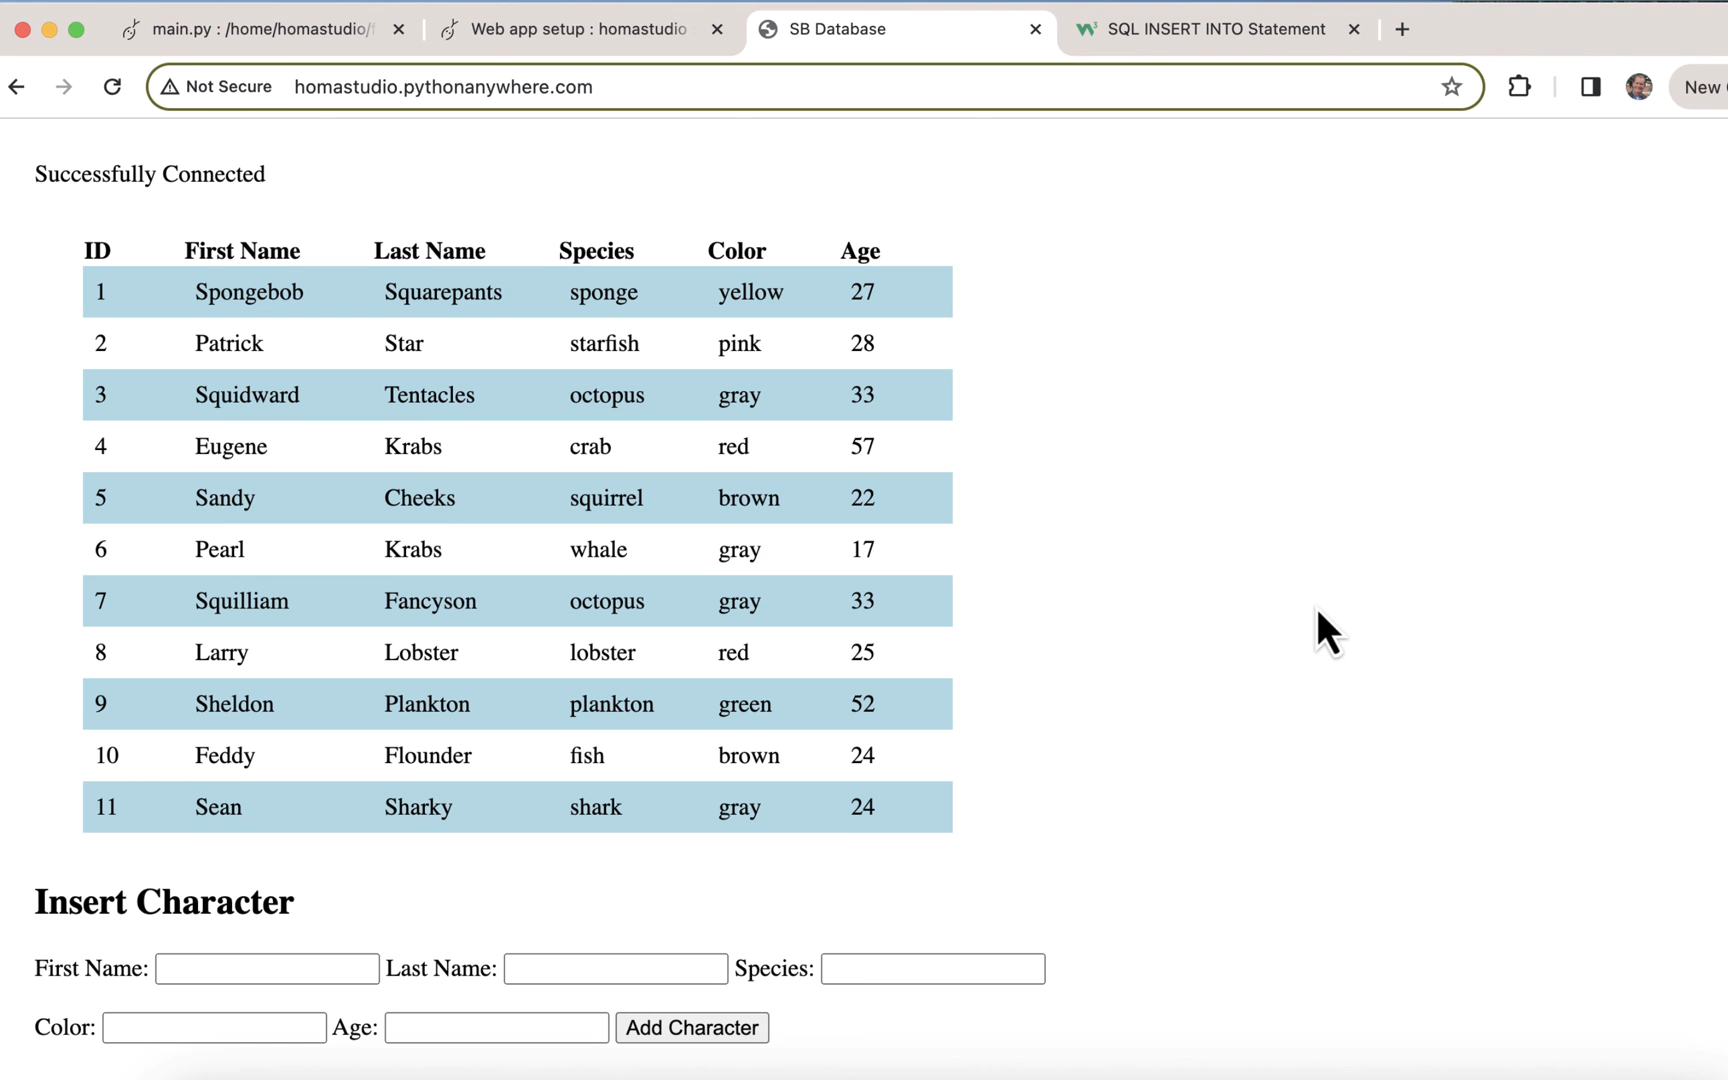 main.py : /home/homastudio/f
Web app setup : homastudio
SB Database
SQL INSERT INTO Statement
Not Secure homastudio.pythonanywhere.com
New
Successfully Connected
ID First Name Last Name Species Color Age
1 Spongebob Squarepants sponge yellow 27
2 Patrick Star starfish pink 28
3 Squidward Tentacles octopus gray 33
4 Eugene Krabs crab red 57
5 Sandy Cheeks squirrel brown 22
6 Pearl Krabs whale gray 17
7 Squilliam Fancyson octopus gray 33
8 Larry Lobster lobster red 25
9 Sheldon Plankton plankton green 52
10 Feddy Flounder fish brown 24
11 Sean Sharky shark gray 24
Insert Character
First Name: Last Name: Species:
Color: Age: Add Character